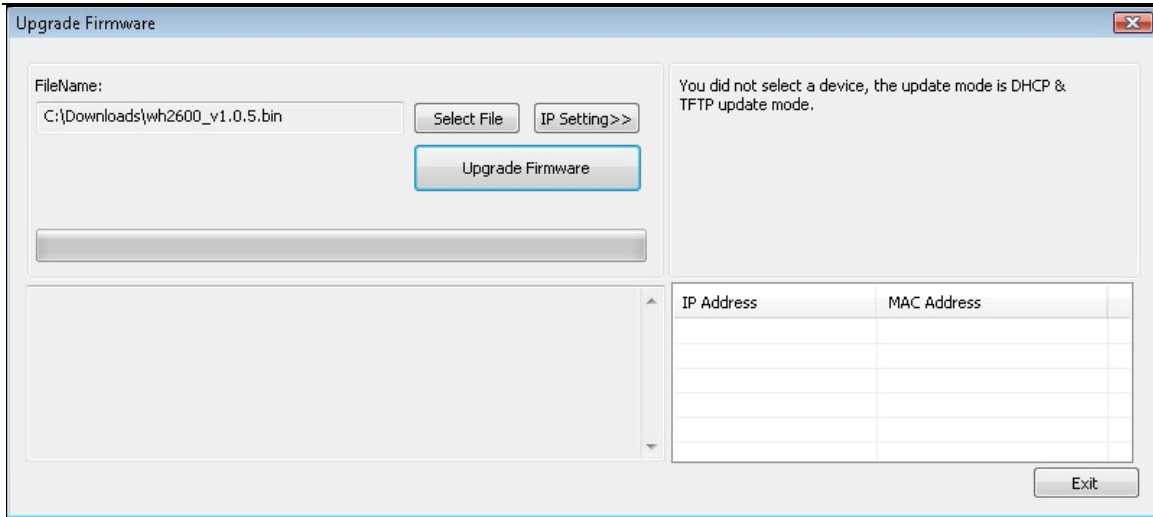 Upgrade Firmware
FileName:
C:\Downloads\wh2600_v1.0.5.bin
Select File
IP Setting>>
Upgrade Firmware
You did not select a device, the update mode is DHCP &
TFTP update mode.
IP Address
MAC Address
Exit